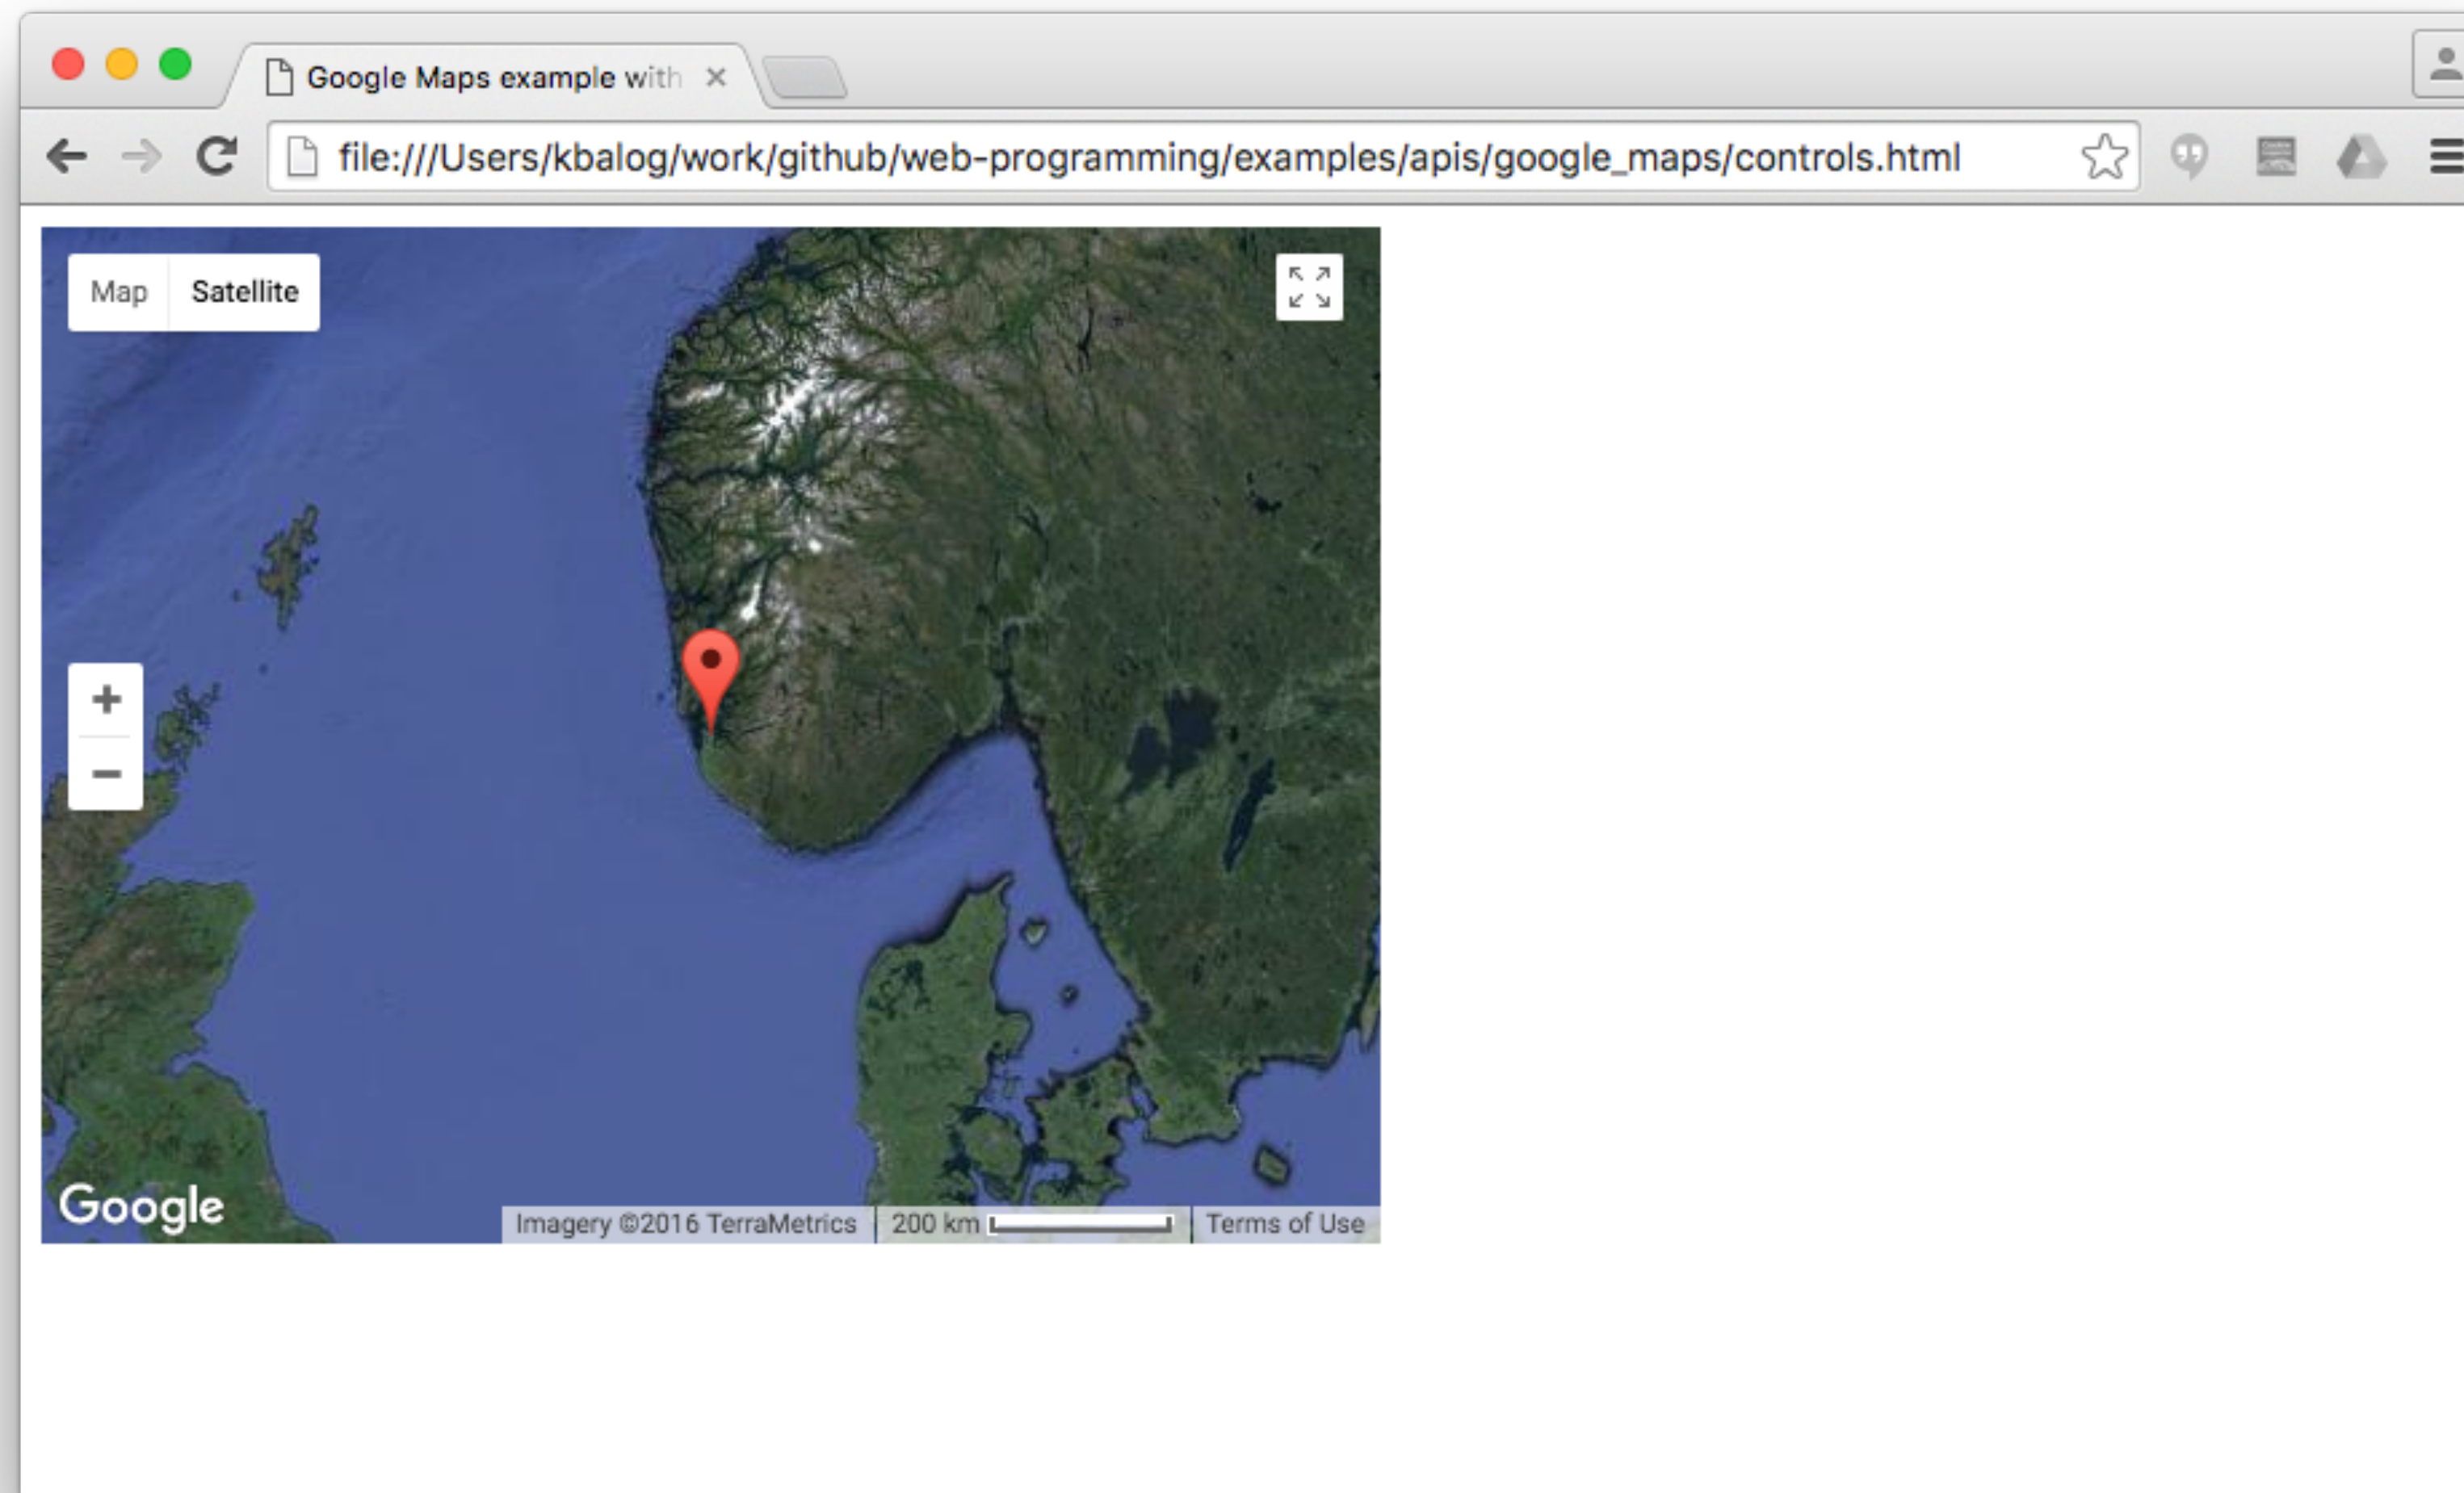 Google Maps example with
file:///Users/kbalog/work/github/web-programming/examples/apis/google_maps/controls.html
Map Satellite
Google
Imagery ©2016 TerraMetrics 200 km Terms of Use